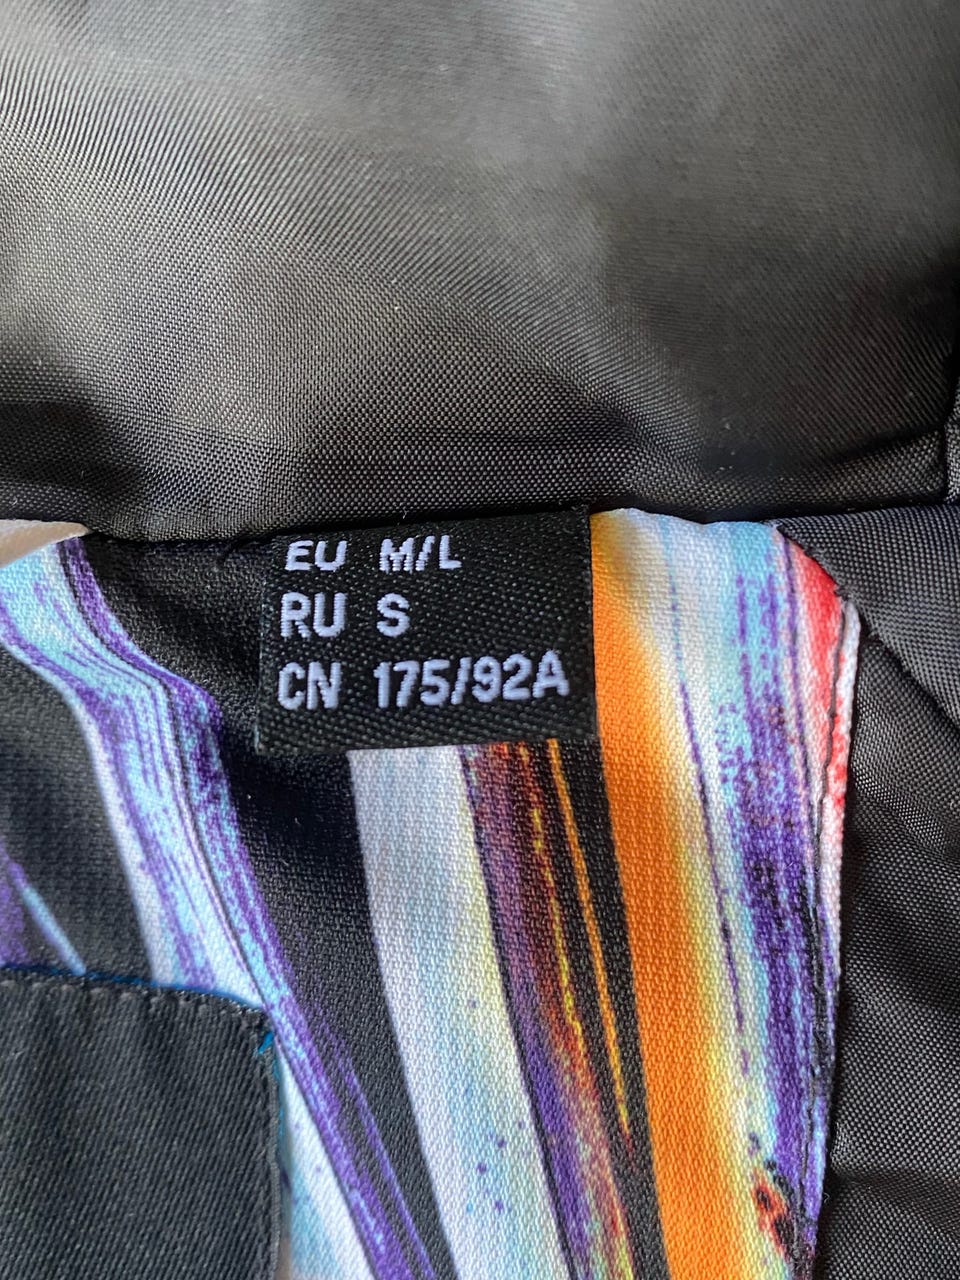 EU M/L
RU S
CN 175/92A